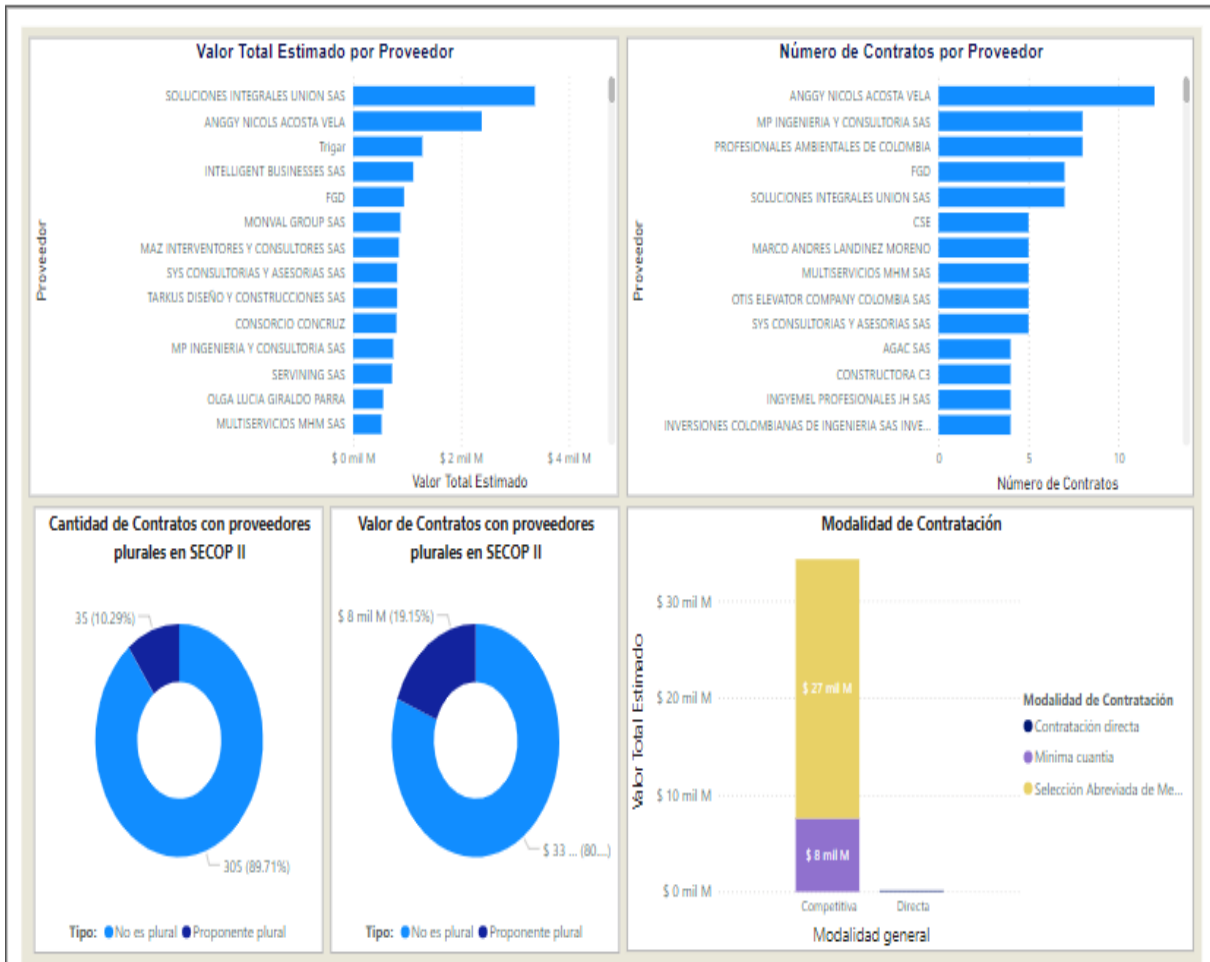 Valor Total Estimado por Proveedor
Proveedor
SOLUCIONES INTEGRALES UNION SAS
ANGGY NICOLS ACOSTA VELA
Trigar
INTELLIGENT BUSINESSES SAS
FGD
MONVAL GROUP SAS
MAZ INTERVENTORES Y CONSULTORES SAS
SYS CONSULTORIAS Y ASESORIAS SAS
TARKUS DISEÑO Y CONSTRUCCIONES SAS
CONSORCIO CONCRUZ
MP INGENIERIA Y CONSULTORIA SAS
SERVINING SAS
OLGA LUCIA GIRALDO PARRA
MULTISERVICIOS MHM SAS
$ 0 mil M $ 2 mil M $ 4 mil M
Valor Total Estimado
Número de Contratos por Proveedor
Proveedor
ANGGY NICOLS ACOSTA VELA
MP INGENIERIA Y CONSULTORIA SAS
PROFESIONALES AMBIENTALES DE COLOMBIA
FGD
SOLUCIONES INTEGRALES UNION SAS
CSE
MARCO ANDRES LANDINEZ MORENO
MULTISERVICIOS MHM SAS
OTIS ELEVATOR COMPANY COLOMBIA SAS
SYS CONSULTORIAS Y ASESORIAS SAS
AGAC SAS
CONSTRUCTORA C3
INGYEMEL PROFESIONALES JH SAS
INVERSIONES COLOMBIANAS DE INGENIERIA SAS INVE...
0 5 10
Número de Contratos
Cantidad de Contratos con proveedores
plurales en SECOP II
35 (10.29%)
305 (89.71%)
Tipo: No es plural Proponente plural
Valor de Contratos con proveedores
plurales en SECOP II
$ 8 mil M (19.15%)
$ 33 ... (80....)
Tipo: No es plural Proponente plural
Modalidad de Contratación
Valor Total Estimado
$ 30 mil M
$ 20 mil M
$ 10 mil M
$ 0 mil M
$ 27 mil M
$ 8 mil M
Competitiva Directa
Modalidad general
Modalidad de Contratación
Contratación directa
Mínima cuantía
Selección Abreviada de Me...